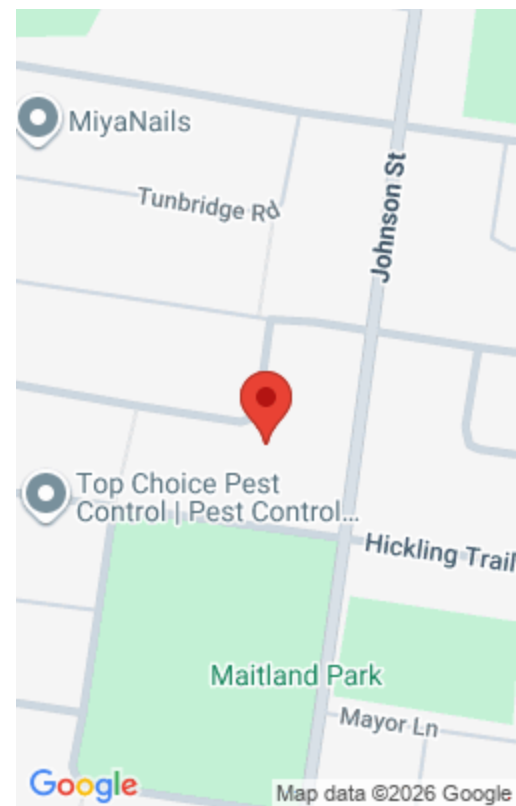 MiyaNails
Tunbridge Rd
Johnson St
Top Choice Pest
Control | Pest Control...
Hickling Trail
Maitland Park
Mayor Ln
Google
Map data ©2026 Google